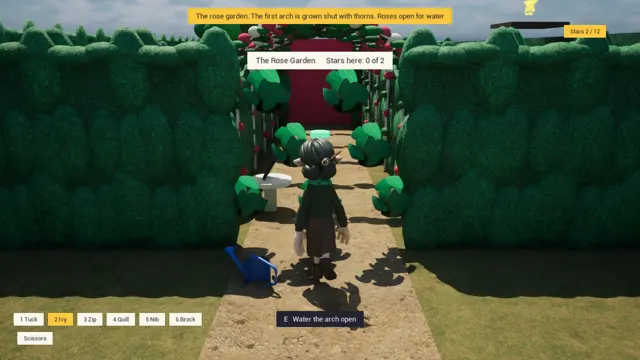 The rose garden. The first arch is grown shut with thorns. Roses open for water
Stars 2 / 12
The Rose Garden Stars here: 0 of 2
E Water the arch open
1 Tuck 2 Ivy 3 Zip 4 Quill 5 Nib 6 Brock
Scissors